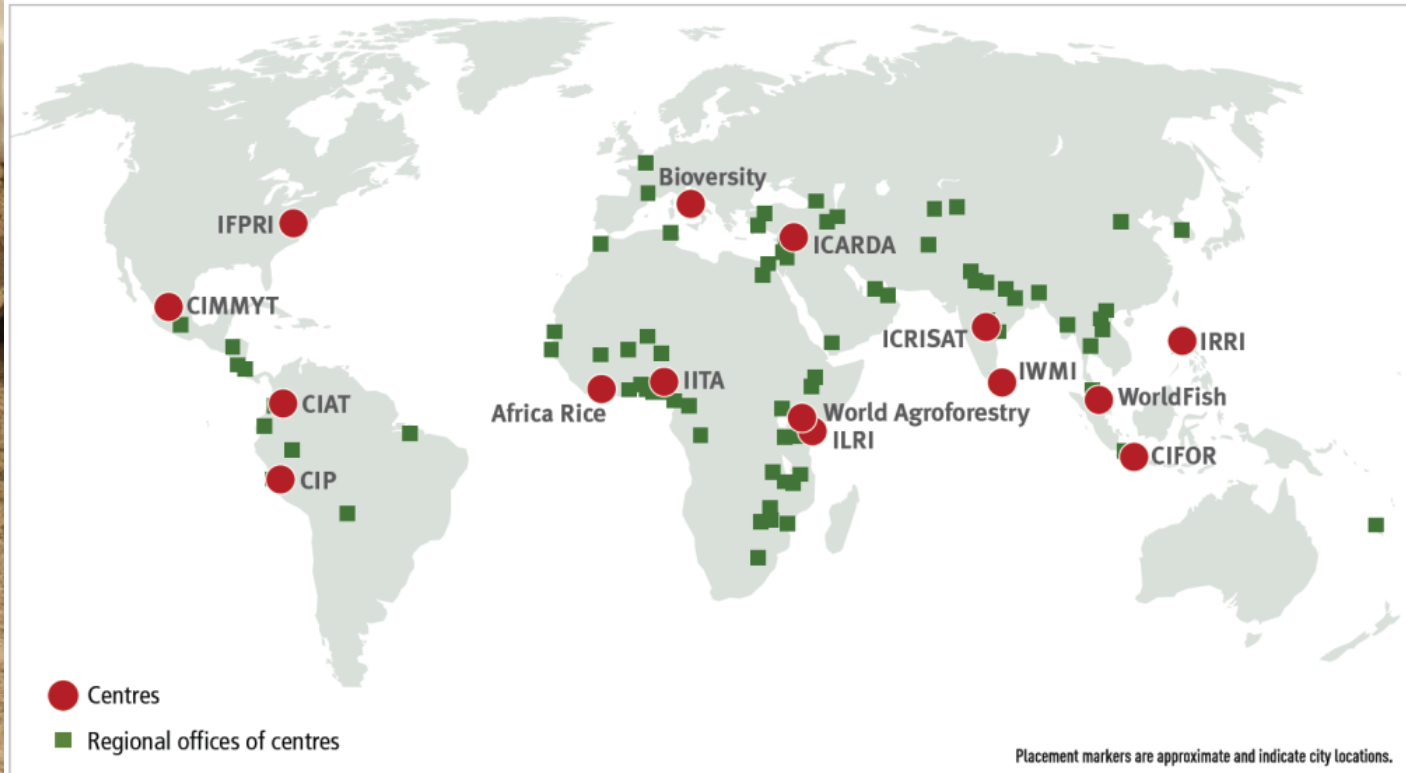 Bioversity
IFPRI
ICARDA
CIMMYT
ICRISAT
IRRI
IWMI
IITA
WorldFish
CIAT
Africa Rice
World Agroforestry
ILRI
CIFOR
CIP
Centres
Regional offices of centres
Placement markers are approximate and indicate city locations.